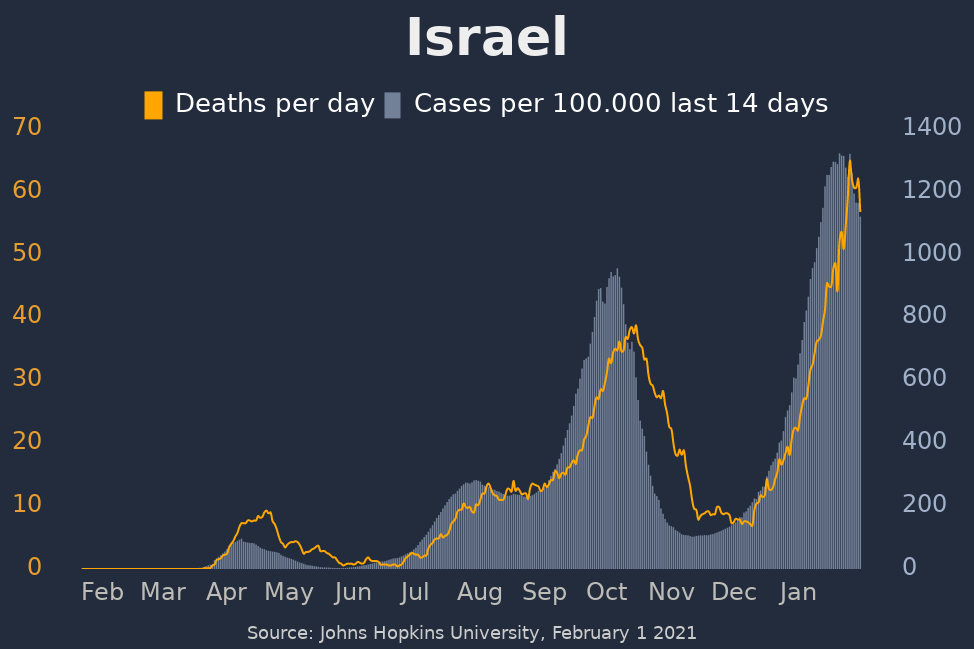 Israel
Deaths per day Cases per 100.000 last 14 days
70 1400
60 1200
50 1000
40 800
30 600
20 400
10 200
0 0
Feb Mar Apr May Jun Jul Aug Sep Oct Nov Dec Jan
Source: Johns Hopkins University, February 1 2021